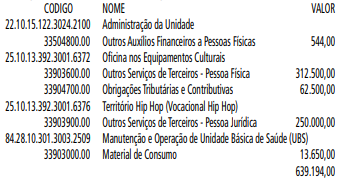 CODIGO NOME VALOR
22.10.15.122.3024.2100 Administração da Unidade
33504800.00 Outros Auxílios Financeiros a Pessoas Físicas 544,00
25.10.13.392.3001.6372 Oficina nos Equipamentos Culturais
33903600.00 Outros Serviços de Terceiros - Pessoa Física 312.500,00
33904700.00 Obrigações Tributárias e Contributivas 62.500,00
25.10.13.392.3001.6376 Território Hip Hop (Vocacional Hip Hop)
33903900.00 Outros Serviços de Terceiros - Pessoa Jurídica 250.000,00
84.28.10.301.3003.2509 Manutenção e Operação de Unidade Básica de Saúde (UBS)
33903000.00 Material de Consumo 13.650,00
639.194,00